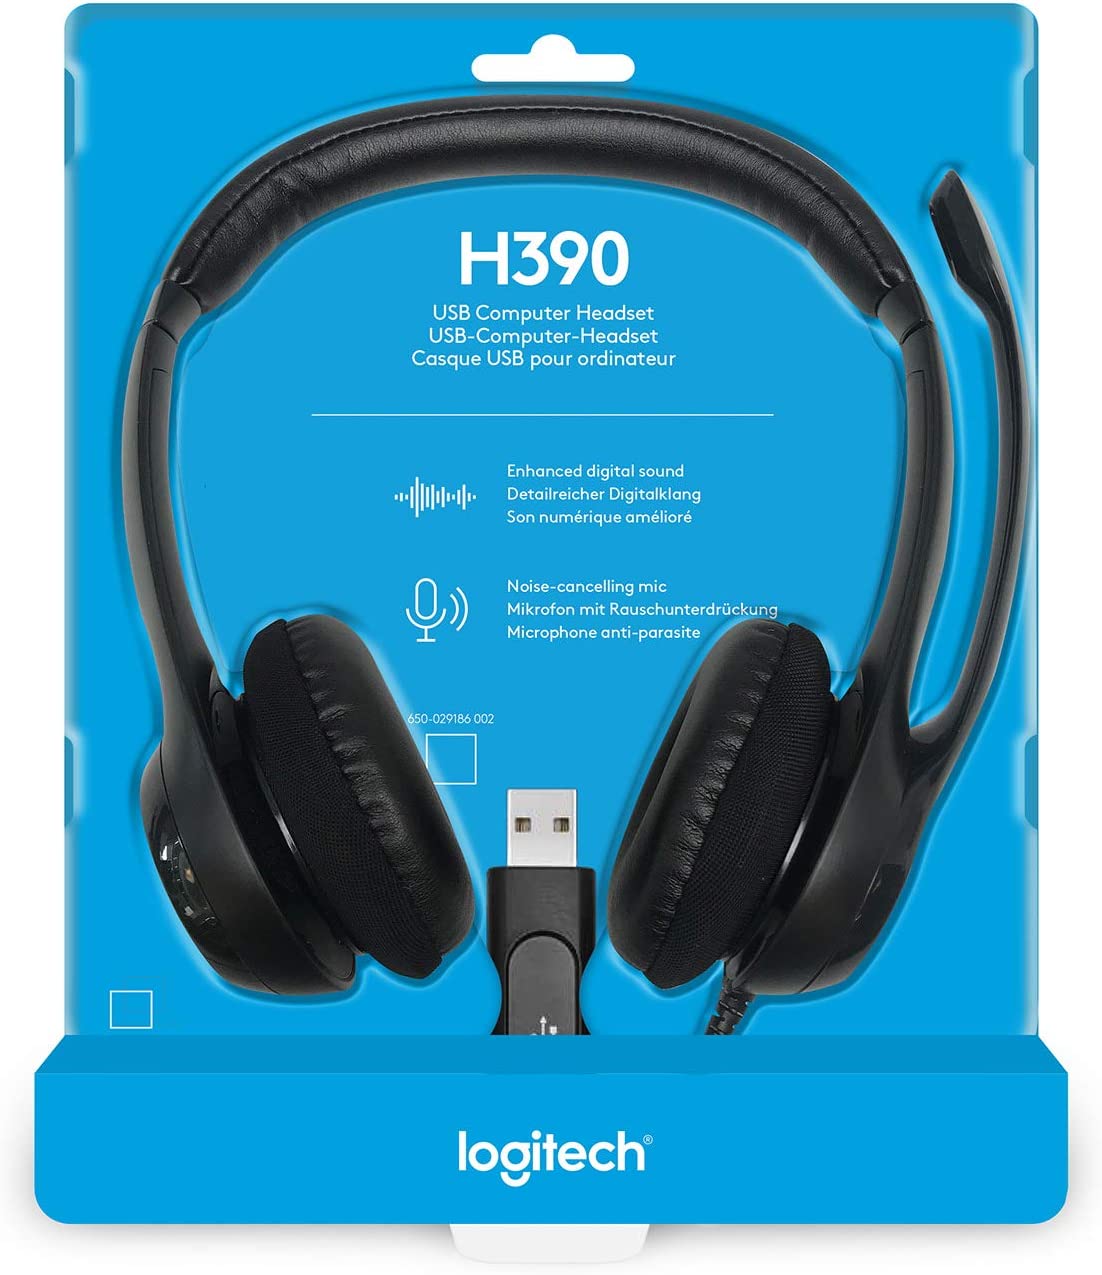 H390
USB Computer Headset
USB-Computer-Headset
Casque USB pour ordinateur
Enhanced digital sound
Detailreicher Digitalklang
Son numérique amélioré
Noise-cancelling mic
Mikrofon mit Rauschunterdrückung
Microphone anti-parasite
650-029186 002
logitech®